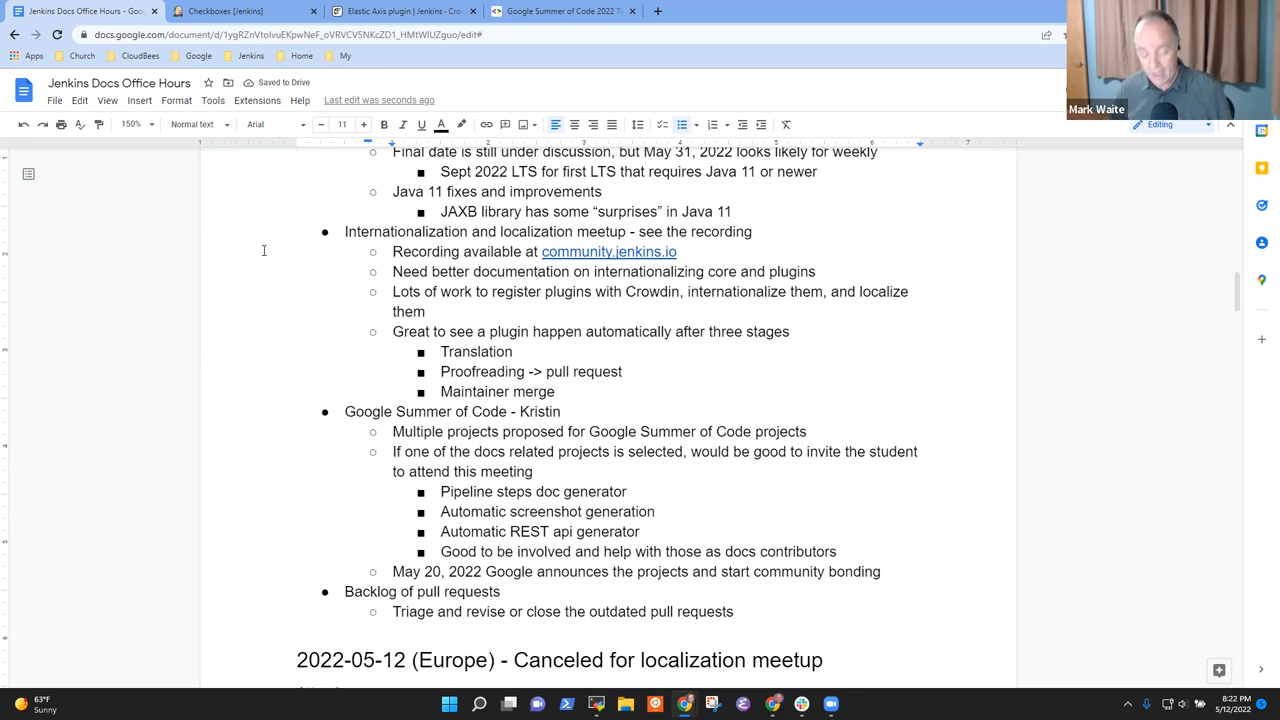 Jenkins Docs Office Hours - Goo
Checkboxes [Jenkins]
Elastic Axis plugin | Jenkins - Cro
Google Summer of Code 2022
docs.google.com/document/d/1ygRZnVtoIvuEKpwNeF_oVRVCV5NKcZD1_HMtWIUZguo/edit#
Apps
Church
CloudBees
Google
Jenkins
Home
My
Jenkins Docs Office Hours
Saved to Drive
File Edit View Insert Format Tools Extensions Help
Last edit was seconds ago
150%
Normal text
Arial
11
Editing
Mark Waite
1 1 2 3 4 5 6 7
Final date is still under discussion, but May 31, 2022 looks likely for weekly
Sept 2022 LTS for first LTS that requires Java 11 or newer
Java 11 fixes and improvements
JAXB library has some “surprises” in Java 11
Internationalization and localization meetup - see the recording
Recording available at community.jenkins.io
Need better documentation on internationalizing core and plugins
Lots of work to register plugins with Crowdin, internationalize them, and localize
them
Great to see a plugin happen automatically after three stages
Translation
Proofreading -> pull request
Maintainer merge
Google Summer of Code - Kristin
Multiple projects proposed for Google Summer of Code projects
If one of the docs related projects is selected, would be good to invite the student
to attend this meeting
Pipeline steps doc generator
Automatic screenshot generation
Automatic REST api generator
Good to be involved and help with those as docs contributors
May 20, 2022 Google announces the projects and start community bonding
Backlog of pull requests
Triage and revise or close the outdated pull requests
2022-05-12 (Europe) - Canceled for localization meetup
63°F
Sunny
8:22 PM
5/12/2022